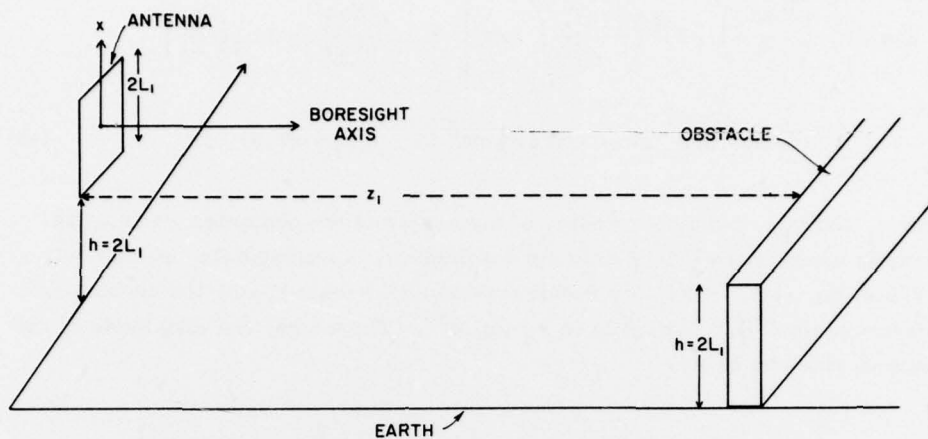 ANTENNA
x
2L₁
BORESIGHT
AXIS
OBSTACLE
z₁
h = 2L₁
h = 2L₁
EARTH